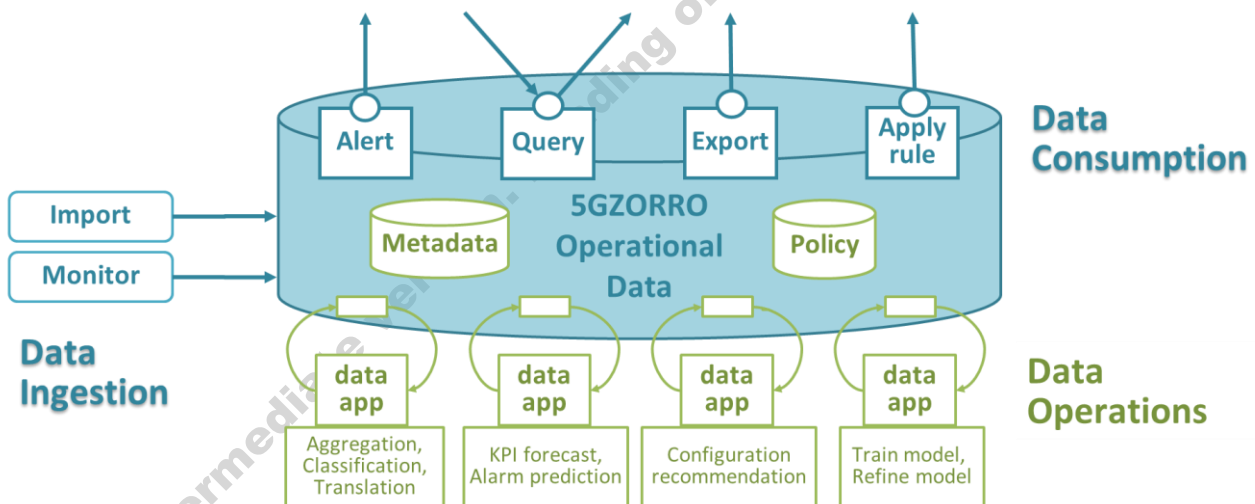 Alert
Query
Export
Apply
rule
Data
Consumption
Import
Monitor
Metadata
5GZORRO
Operational
Data
Policy
Data
Ingestion
data
app
data
app
data
app
data
app
Data
Operations
Aggregation,
Classification,
Translation
KPI forecast,
Alarm prediction
Configuration
recommendation
Train model,
Refine model